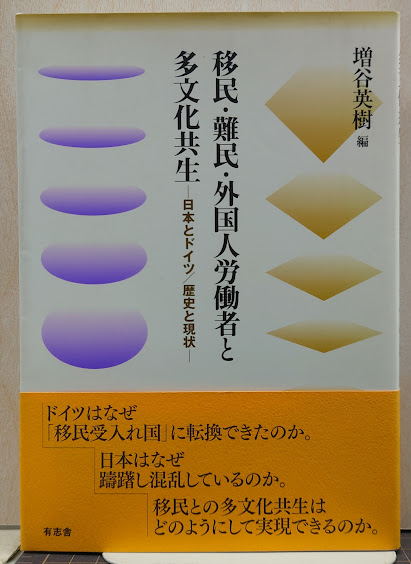 増谷英樹 編
移民・難民・外国人労働者と
多文化共生
―日本とドイツ／歴史と現状―
ドイツはなぜ
「移民受入れ国」に転換できたのか。
日本はなぜ
躊躇し混乱しているのか。
移民との多文化共生は
どのようにして実現できるのか。
有志舎